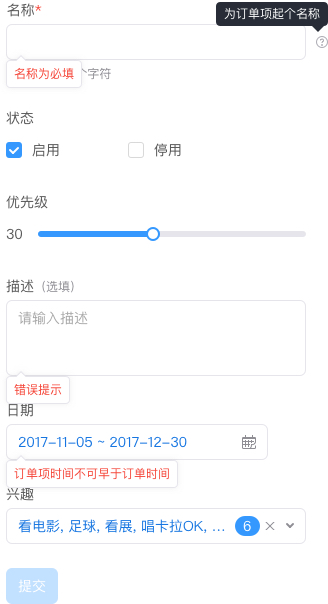 名称*
为订单项起个名称
名称为必填 个字符
状态
启用 停用
优先级
30
描述（选填）
请输入描述
错误提示
日期
2017-11-05 ~ 2017-12-30
订单项时间不可早于订单时间
兴趣
看电影, 足球, 看展, 唱卡拉OK, ... 6
提交